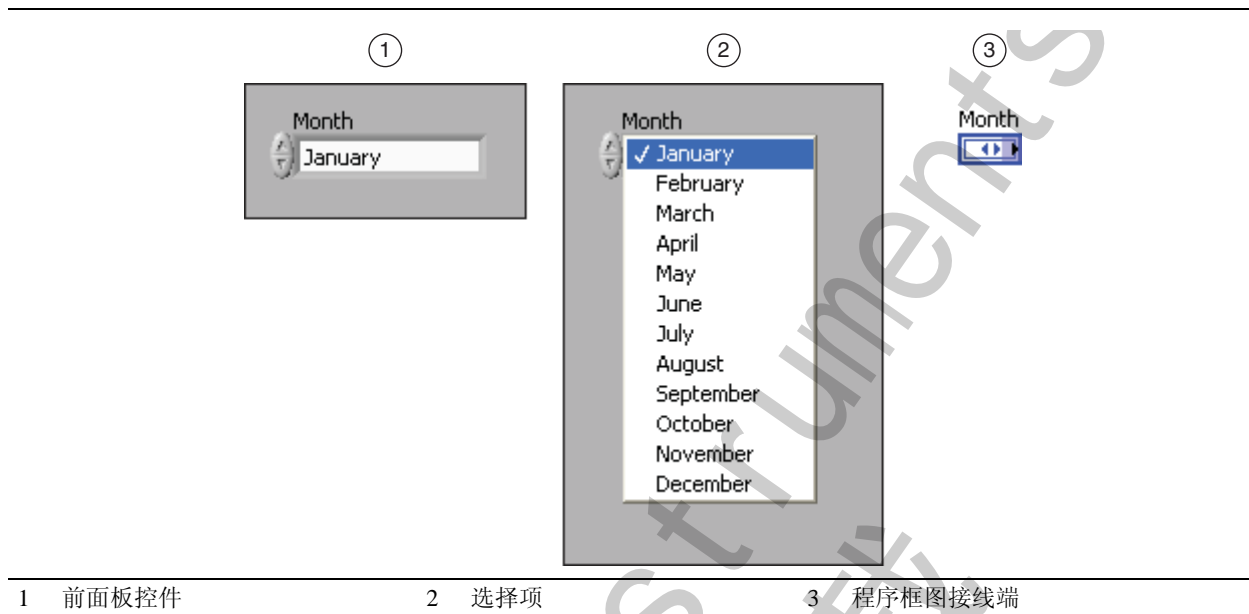 1
2
3
Month
January
Month
January
February
March
April
May
June
July
August
September
October
November
December
Month
1 前面板控件 2 选择项 3 程序框图接线端